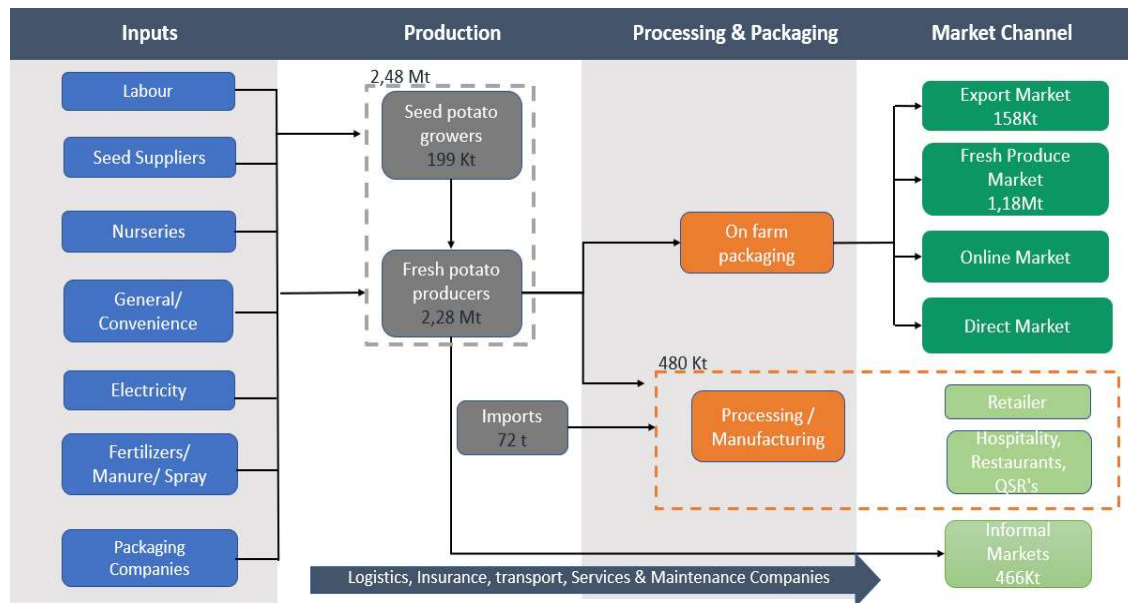 Inputs
Production
Processing & Packaging
Market Channel
Labour
Seed Suppliers
Nurseries
General/
Convenience
Electricity
Fertilizers/
Manure/ Spray
Packaging
Companies
2,48 Mt
Seed potato
growers
199 Kt
Fresh potato
producers
2,28 Mt
Imports
72 t
On farm
packaging
480 Kt
Processing /
Manufacturing
Export Market
158Kt
Fresh Produce
Market
1,18Mt
Online Market
Direct Market
Retailer
Hospitality,
Restaurants,
QSR's
Informal
Markets
466Kt
Logistics, Insurance, transport, Services & Maintenance Companies